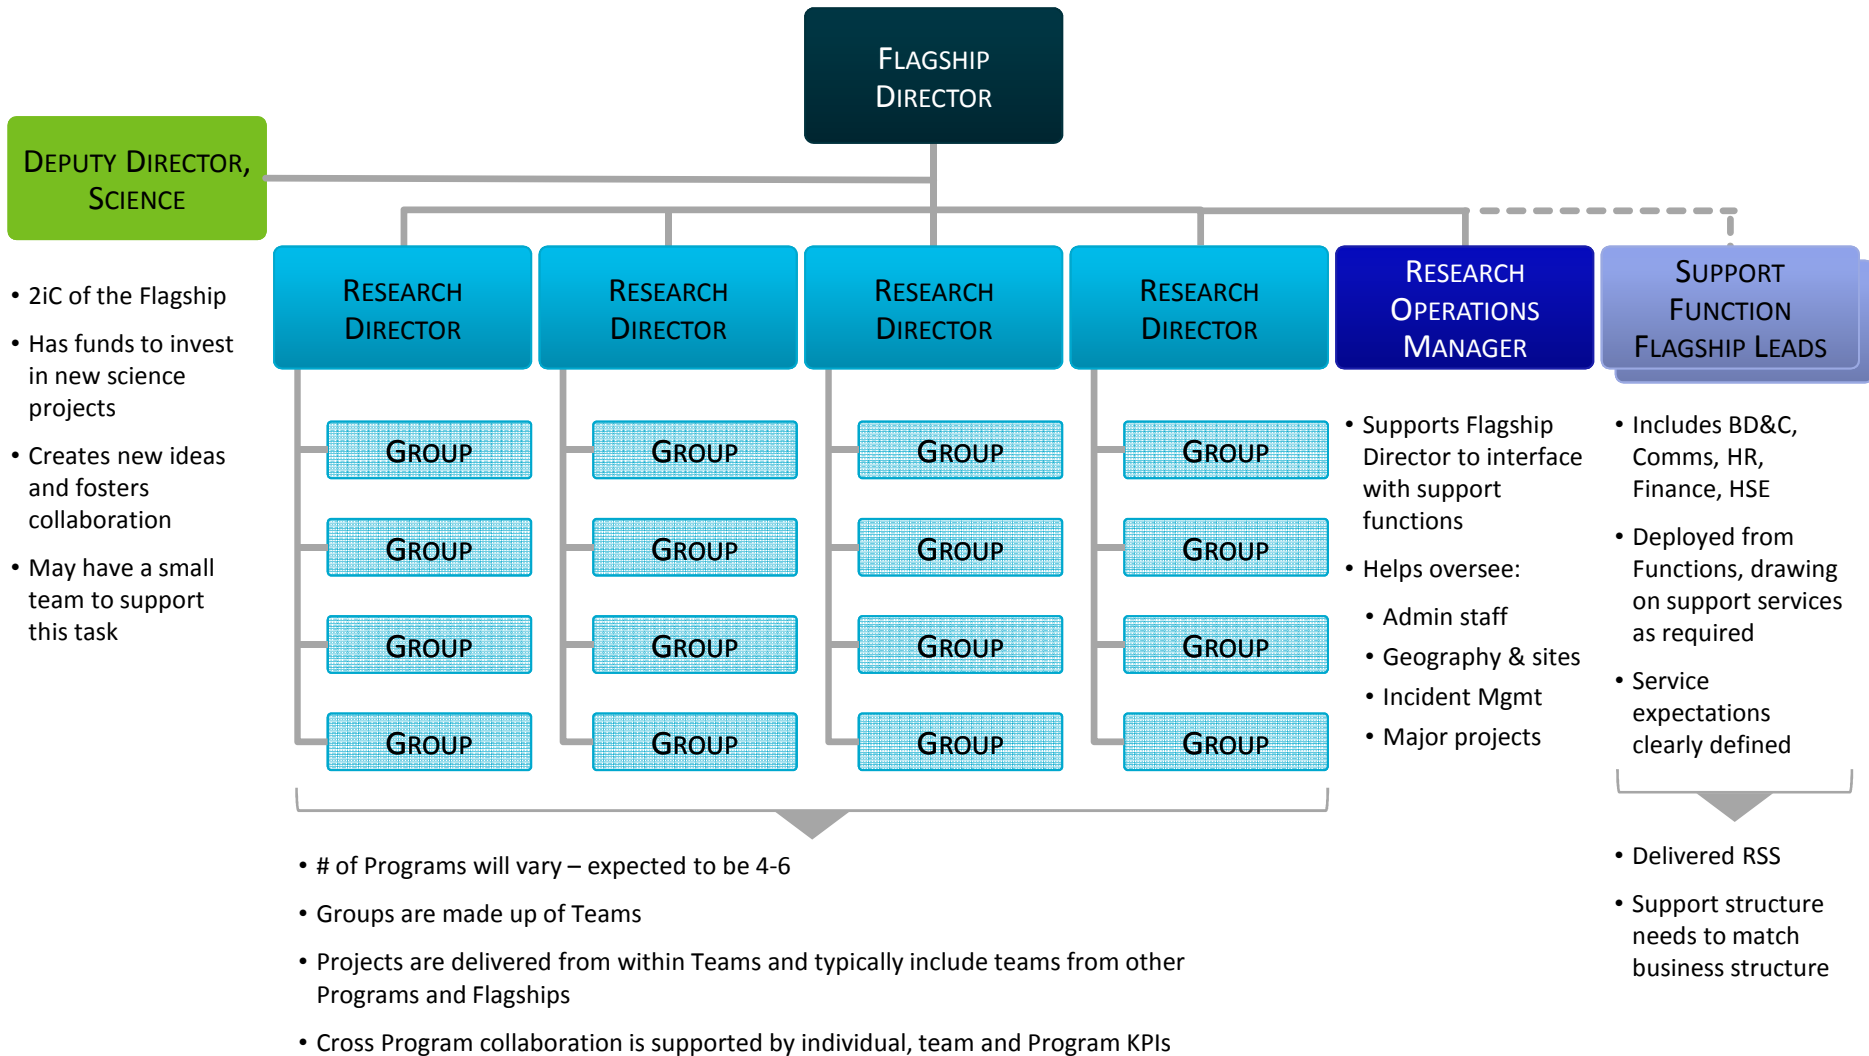 FLAGSHIP
DIRECTOR
DEPUTY DIRECTOR,
SCIENCE
• 2iC of the Flagship
• Has funds to invest
in new science
projects
• Creates new ideas
and fosters
collaboration
• May have a small
team to support
this task
RESEARCH
DIRECTOR
GROUP
GROUP
GROUP
GROUP
RESEARCH
DIRECTOR
GROUP
GROUP
GROUP
GROUP
RESEARCH
DIRECTOR
GROUP
GROUP
GROUP
GROUP
RESEARCH
DIRECTOR
GROUP
GROUP
GROUP
GROUP
• # of Programs will vary – expected to be 4-6
• Groups are made up of Teams
• Projects are delivered from within Teams and typically include teams from other
Programs and Flagships
• Cross Program collaboration is supported by individual, team and Program KPIs
RESEARCH
OPERATIONS
MANAGER
• Supports Flagship
Director to interface
with support
functions
• Helps oversee:
• Admin staff
• Geography & sites
• Incident Mgmt
• Major projects
SUPPORT
FUNCTION
FLAGSHIP LEADS
• Includes BD&C,
Comms, HR,
Finance, HSE
• Deployed from
Functions, drawing
on support services
as required
• Service
expectations
clearly defined
• Delivered RSS
• Support structure
needs to match
business structure